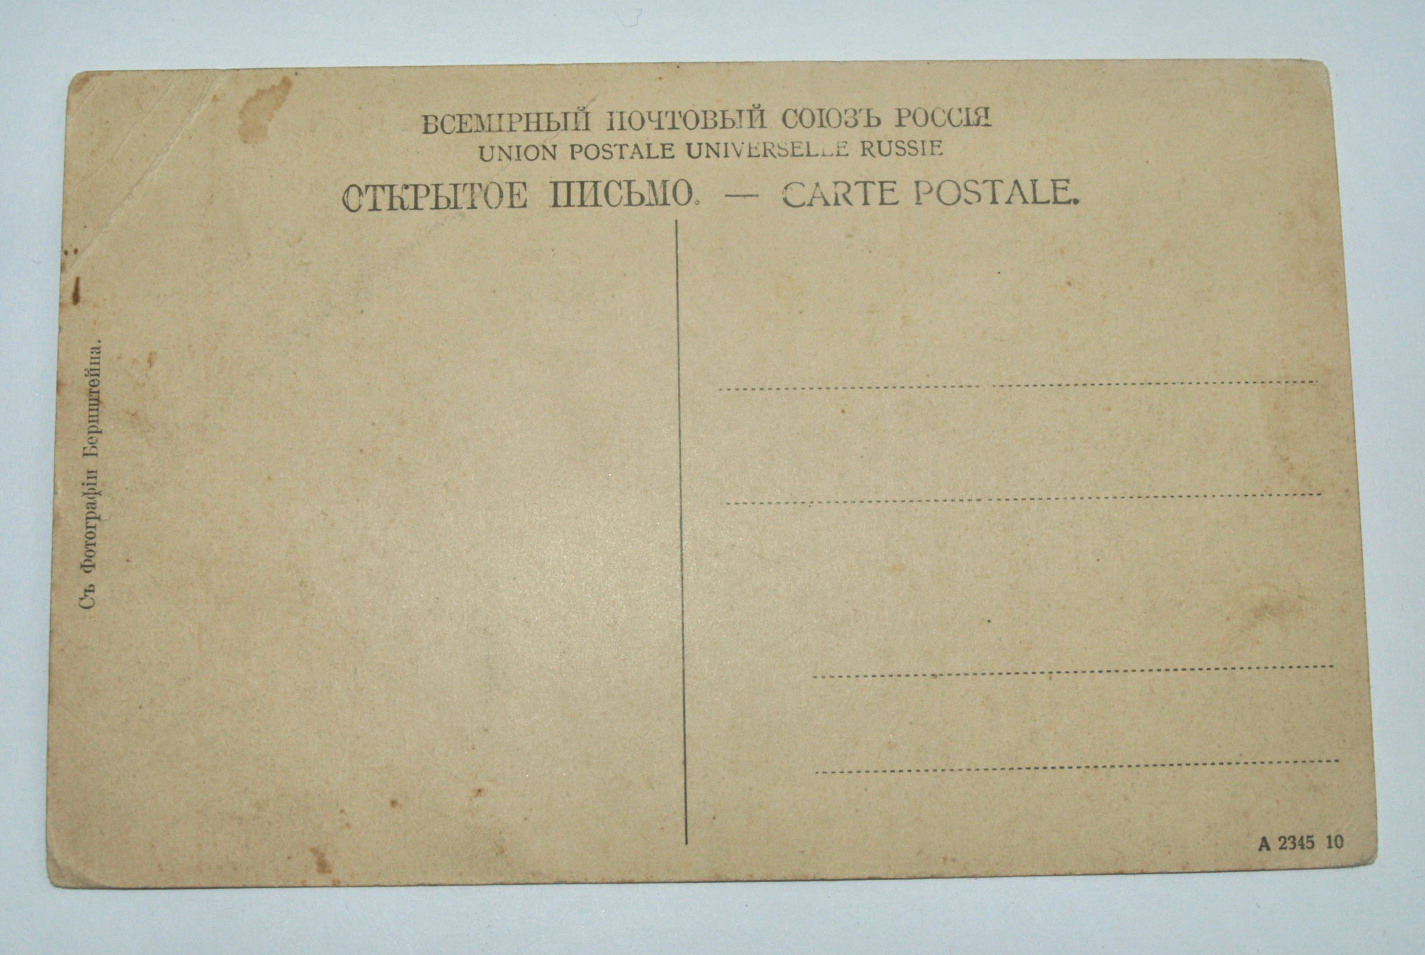 ВСЕМІРНЫЙ ПОЧТОВЫЙ СОЮЗЪ РОССІЯ
UNION POSTALE UNIVERSELLE RUSSIE
ОТКРЫТОЕ ПИСЬМО. — CARTE POSTALE.
Съ Фотографіи Бернштейна.
А 2345 10